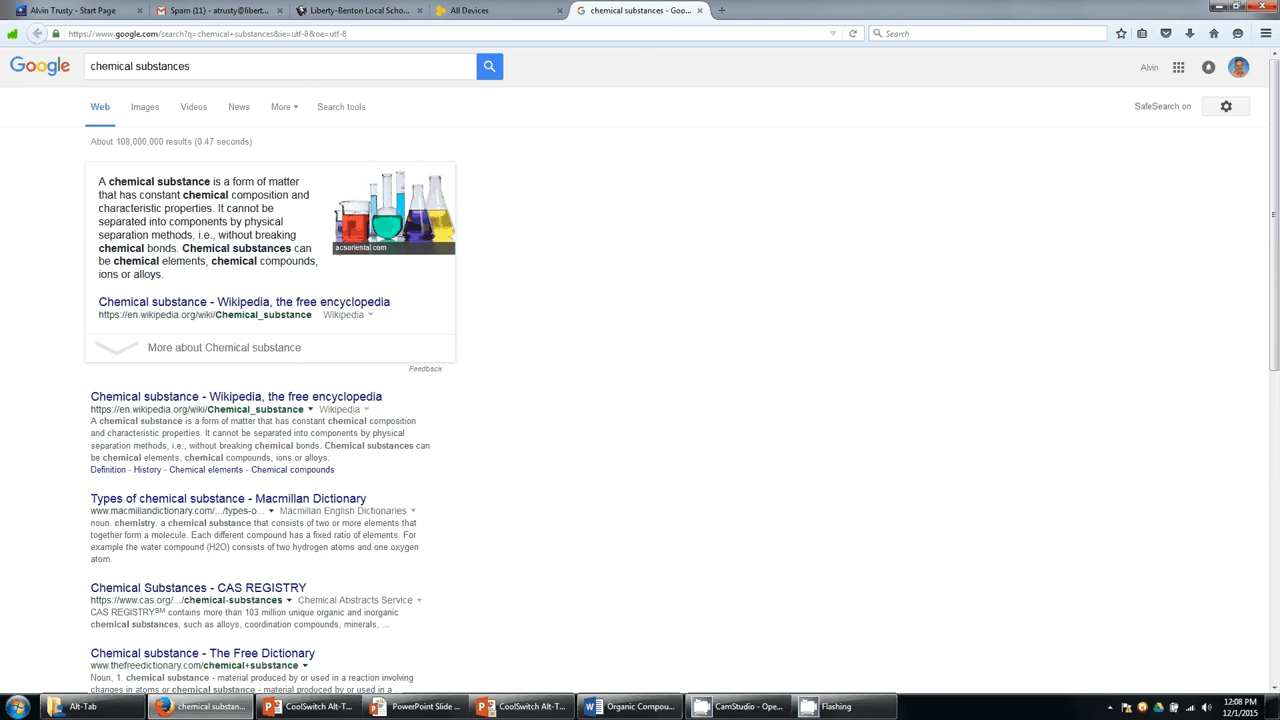 Alvin Trusty - Start Page
Spam (11) - atrusty@libert...
Liberty-Benton Local Scho...
All Devices
chemical substances - Goo...
https://www.google.com/search?q=chemical+substances&ie=utf-8&oe=utf-8
Search
Google
chemical substances
Alvin
Web
Images
Videos
News
More
Search tools
SafeSearch on
About 108,000,000 results (0.47 seconds)
A chemical substance is a form of matter
that has constant chemical composition and
characteristic properties. It cannot be
separated into components by physical
separation methods, i.e., without breaking
chemical bonds. Chemical substances can
be chemical elements, chemical compounds,
ions or alloys.
acsoriental.com
Chemical substance - Wikipedia, the free encyclopedia
https://en.wikipedia.org/wiki/Chemical_substance Wikipedia
More about Chemical substance
Feedback
Chemical substance - Wikipedia, the free encyclopedia
https://en.wikipedia.org/wiki/Chemical_substance Wikipedia
A chemical substance is a form of matter that has constant chemical composition
and characteristic properties. It cannot be separated into components by physical
separation methods, i.e., without breaking chemical bonds. Chemical substances can
be chemical elements, chemical compounds, ions or alloys.
Definition - History - Chemical elements - Chemical compounds
Types of chemical substance - Macmillan Dictionary
www.macmillandictionary.com/.../types-o... Macmillan English Dictionaries
noun. chemistry. a chemical substance that consists of two or more elements that
together form a molecule. Each different compound has a fixed ratio of elements. For
example the water compound (H2O) consists of two hydrogen atoms and one oxygen
atom.
Chemical Substances - CAS REGISTRY
https://www.cas.org/.../chemical-substances Chemical Abstracts Service
CAS REGISTRY℠ contains more than 103 million unique organic and inorganic
chemical substances, such as alloys, coordination compounds, minerals, ...
Chemical substance - The Free Dictionary
www.thefreedictionary.com/chemical+substance
Noun, 1. chemical substance - material produced by or used in a reaction involving
changes in atoms or chemical substance - material produced by or used in a ...
Alt-Tab
chemical substan...
CoolSwitch Alt-T...
PowerPoint Slide ...
CoolSwitch Alt-T...
Organic Compou...
CamStudio - Ope...
Flashing
12:08 PM
12/1/2015